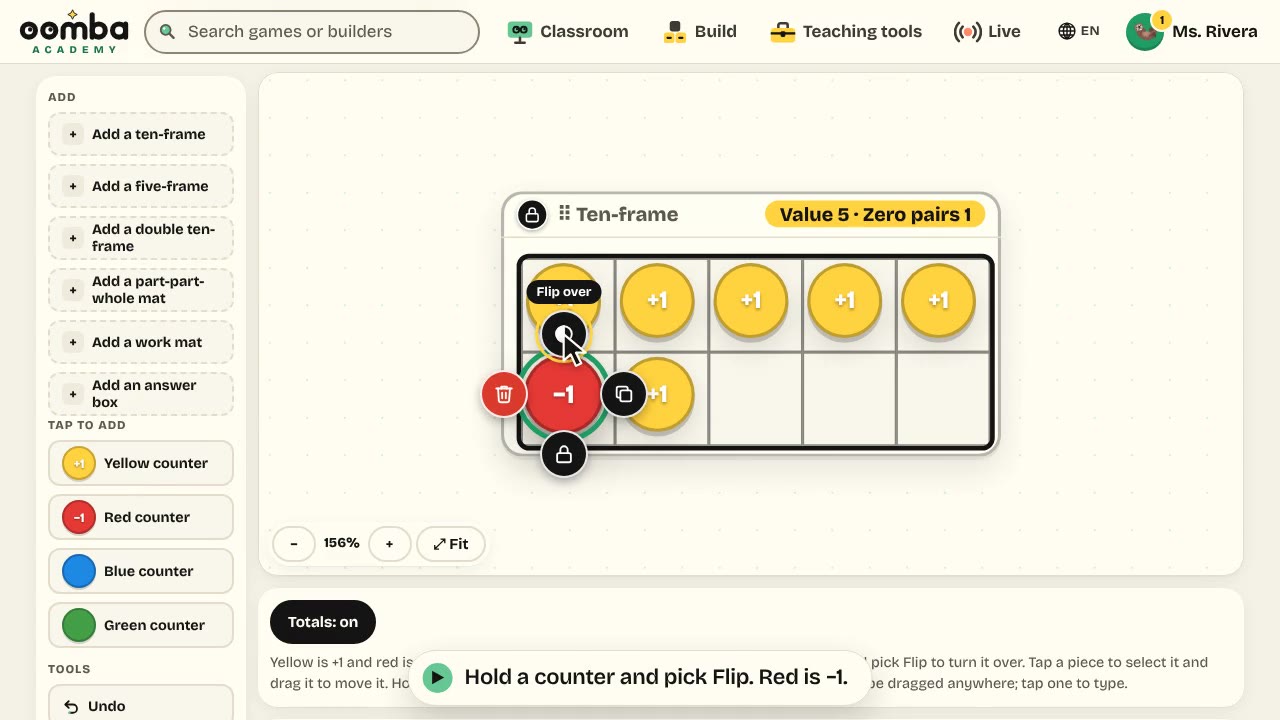 oomba
ACADEMY
Search games or builders
Classroom
Build
Teaching tools
Live
EN
1
Ms. Rivera
ADD
+ Add a ten-frame
+ Add a five-frame
+ Add a double ten-
frame
+ Add a part-part-
whole mat
+ Add a work mat
+ Add an answer
box
TAP TO ADD
+1 Yellow counter
−1 Red counter
Blue counter
Green counter
TOOLS
Undo
Ten-frame
Value 5 · Zero pairs 1
Flip over
+1
+1
+1
+1
−1
+1
− 156% + Fit
Totals: on
Yellow is +1 and red is
pick Flip to turn it over. Tap a piece to select it and
drag it to move it.
be dragged anywhere; tap one to type.
Hold a counter and pick Flip. Red is −1.